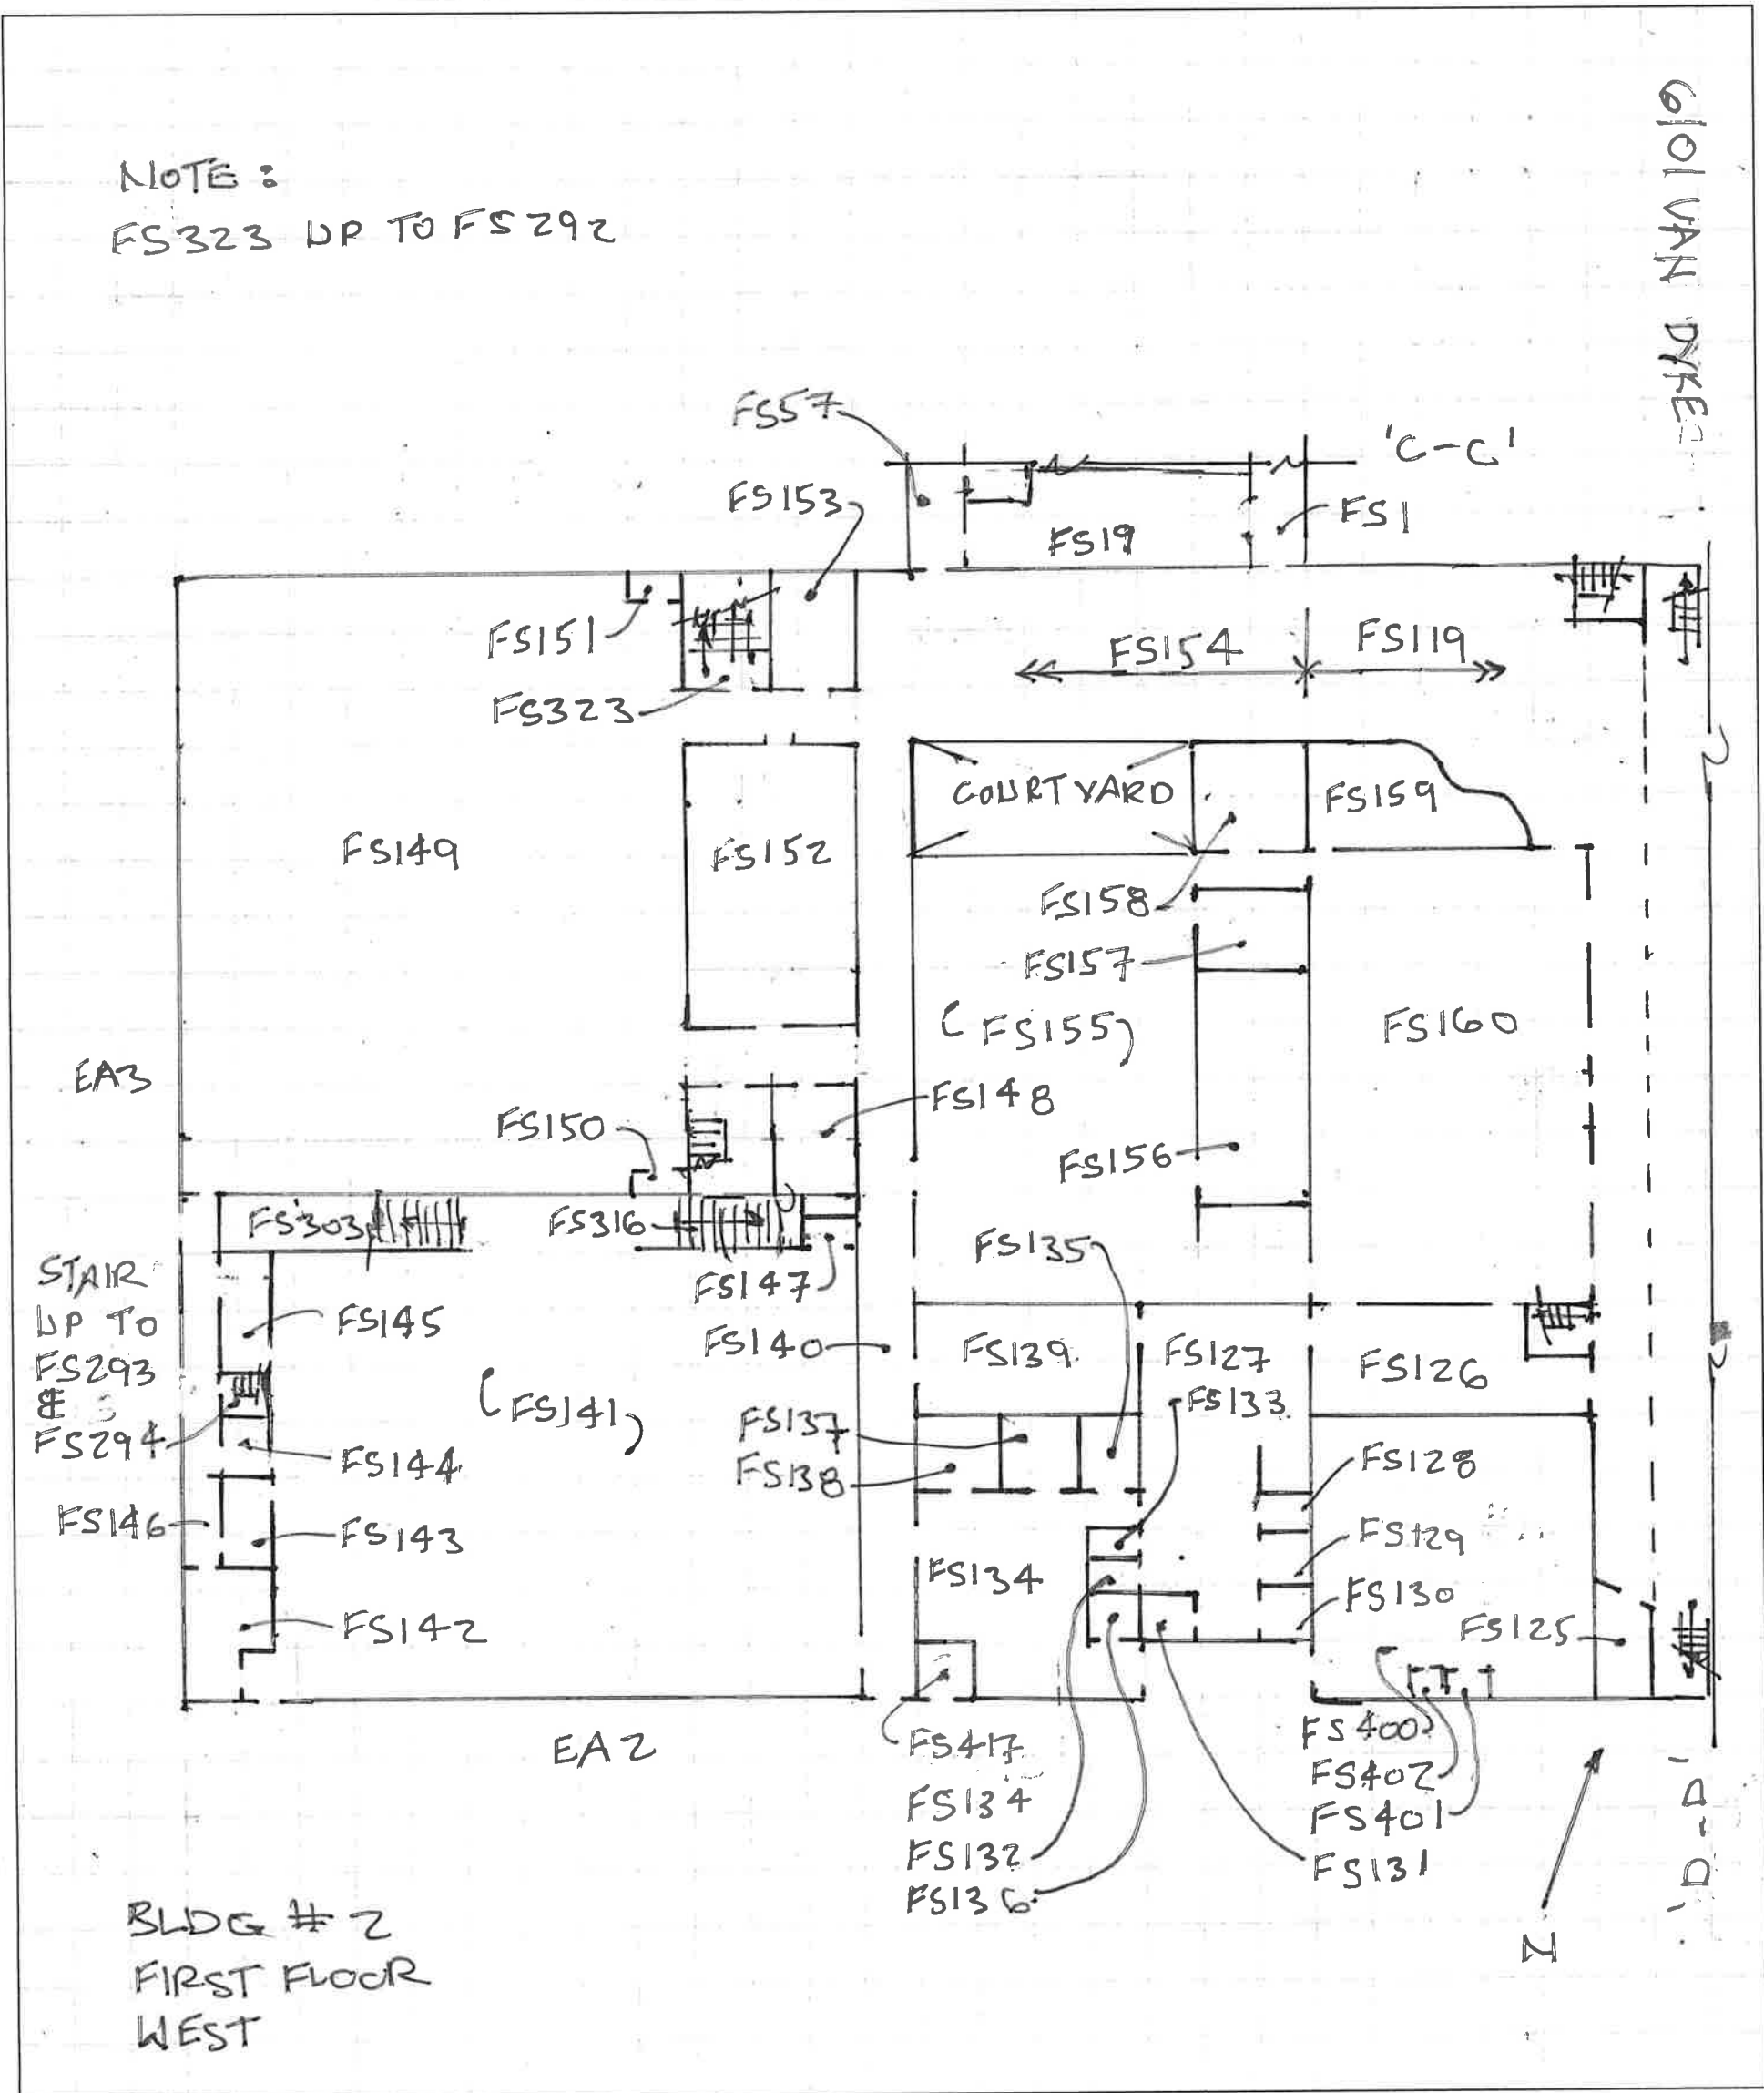 6101 VAN DYKE
NOTE:
FS323 UP TO FS292
FS57
'C-C'
FS153
FS1
FS19
FS151
FS154
FS119
FS323
COURTYARD
FS159
FS149
FS152
FS158
FS157
FS155
FS160
EA3
FS148
FS150
FS156
FS303
FS316
FS135
FS147
STAIR
UP TO
FS293
&
FS294
FS145
FS140
FS139
FS127
FS126
FS141
FS133
FS137
FS138
FS144
FS128
FS146
FS143
FS129
FS134
FS130
FS142
FS125
EA2
FS417
FS134
FS132
FS136
FS400
FS402
FS401
FS131
'D-D'
N
BLDG # 2
FIRST FLOOR
WEST